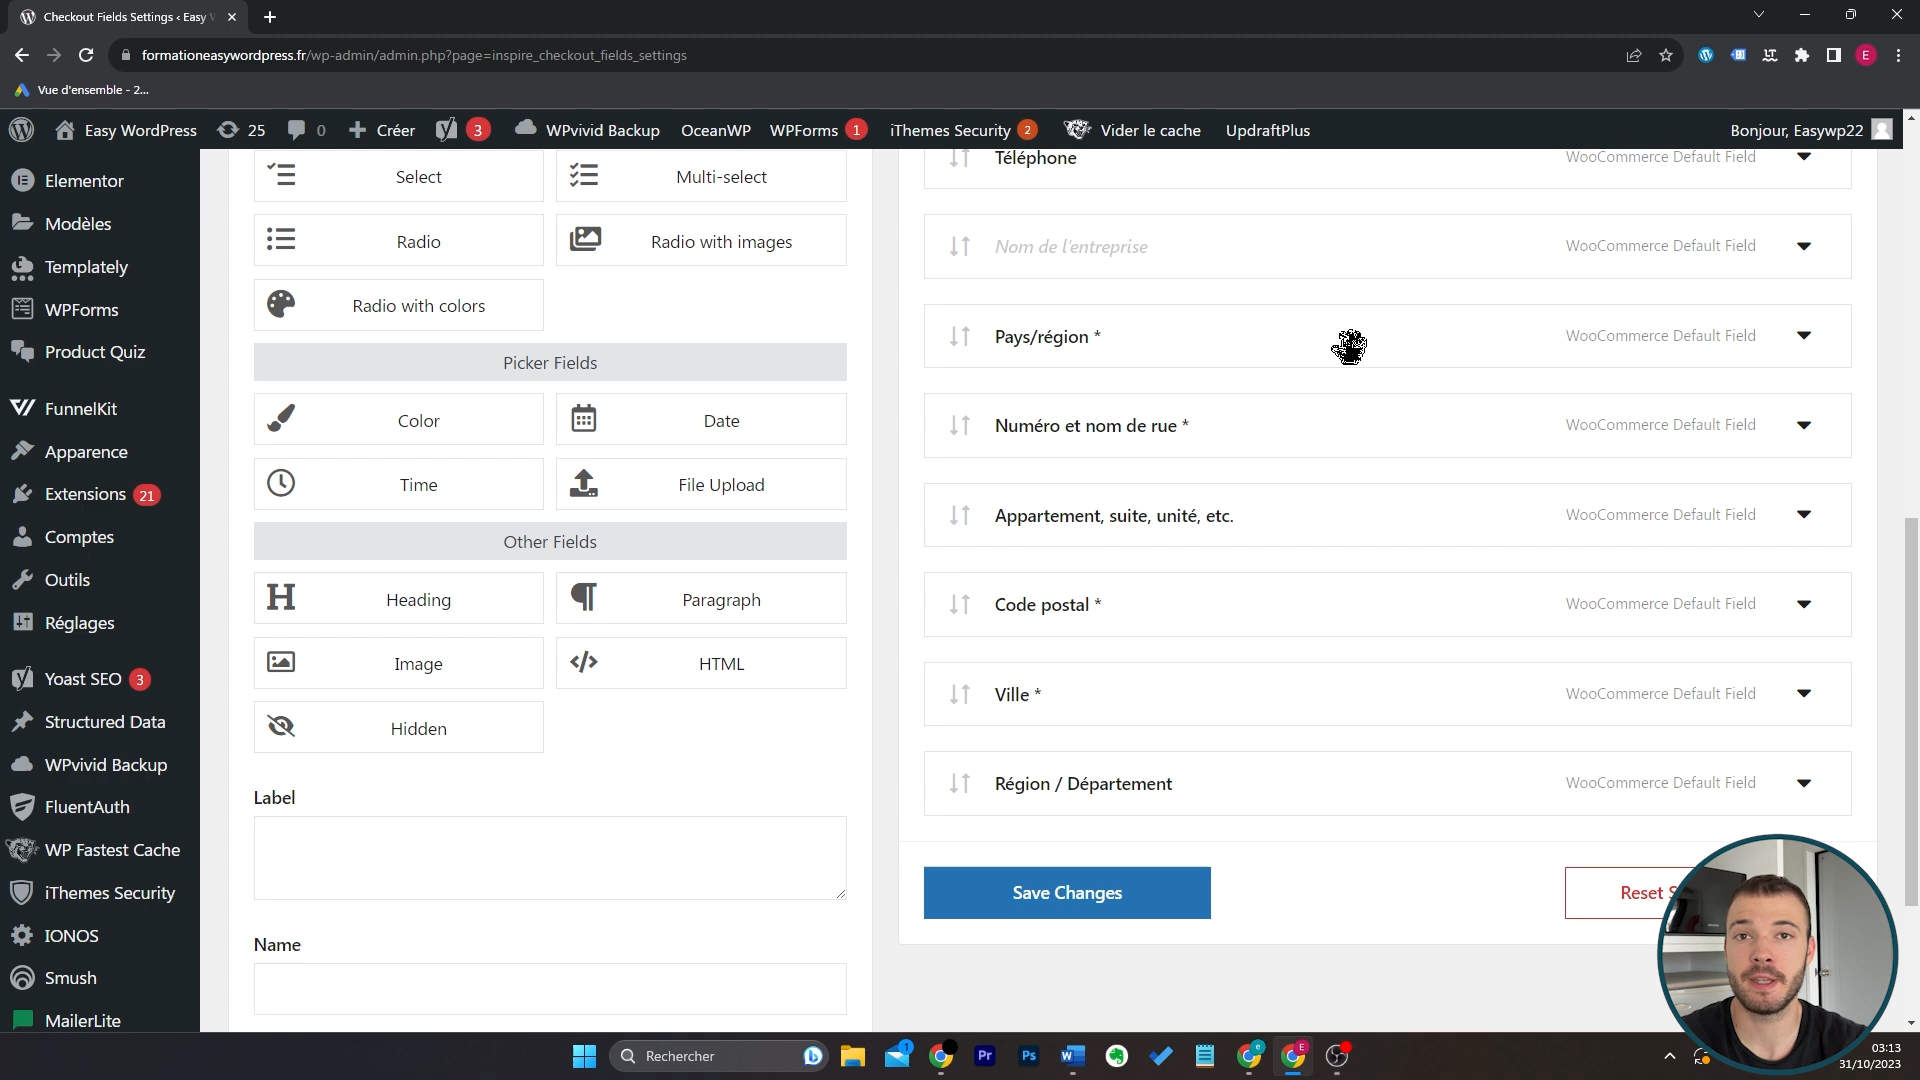 Checkout Fields Settings ‹ Easy
formationeasywordpress.fr/wp-admin/admin.php?page=inspire_checkout_fields_settings
E
Vue d'ensemble - 2...
Easy WordPress
25
0
Créer
3
WPvivid Backup
OceanWP
WPForms 1
iThemes Security 2
Vider le cache
UpdraftPlus
Bonjour, Easywp22
Elementor
Modèles
Templately
WPForms
Product Quiz
FunnelKit
Apparence
Extensions 21
Comptes
Outils
Réglages
Yoast SEO 3
Structured Data
WPvivid Backup
FluentAuth
WP Fastest Cache
iThemes Security
IONOS
Smush
MailerLite
Select
Multi-select
Radio
Radio with images
Radio with colors
Picker Fields
Color
Date
Time
File Upload
Other Fields
Heading
Paragraph
Image
HTML
Hidden
Label
Name
Téléphone
WooCommerce Default Field
Nom de l'entreprise
WooCommerce Default Field
Pays/région *
WooCommerce Default Field
Numéro et nom de rue *
WooCommerce Default Field
Appartement, suite, unité, etc.
WooCommerce Default Field
Code postal *
WooCommerce Default Field
Ville *
WooCommerce Default Field
Région / Département
WooCommerce Default Field
Save Changes
Reset
Rechercher
1
Pr
Ps
03:13
31/10/2023